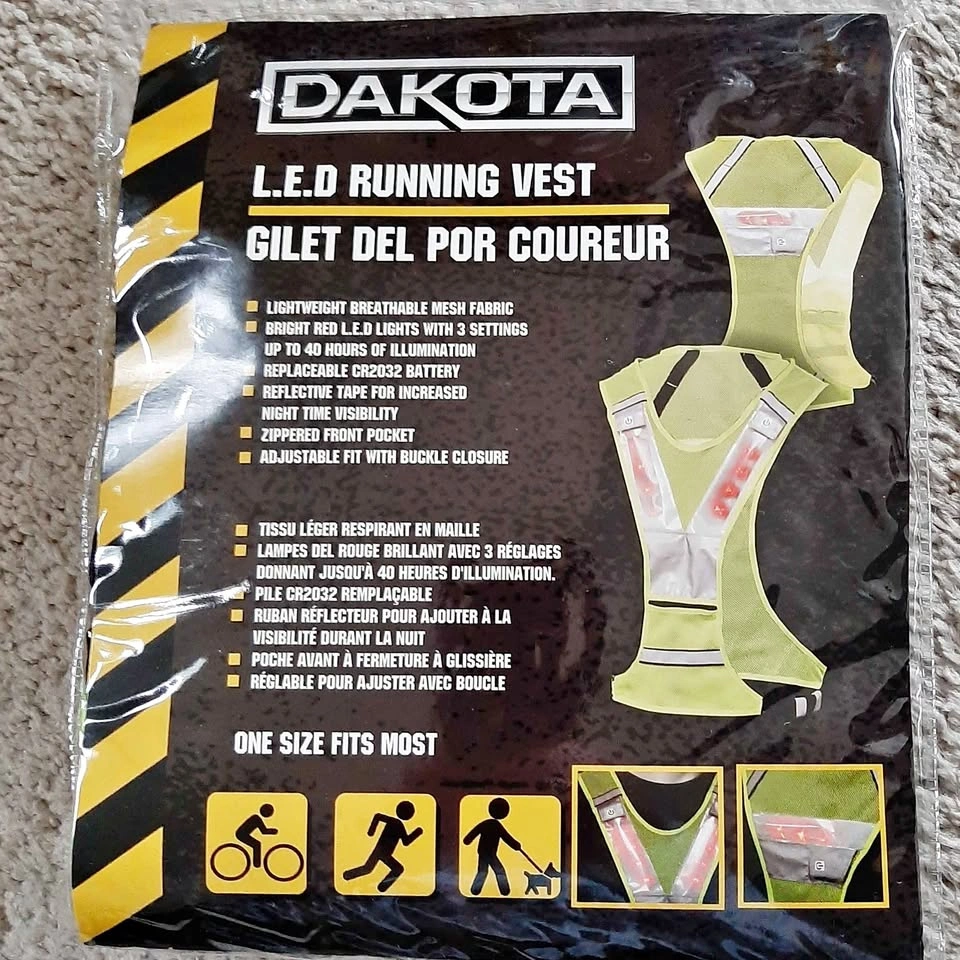 DAKOTA
L.E.D RUNNING VEST
GILET DEL POR COUREUR
LIGHTWEIGHT BREATHABLE MESH FABRIC
BRIGHT RED L.E.D LIGHTS WITH 3 SETTINGS
UP TO 40 HOURS OF ILLUMINATION
REPLACEABLE CR2032 BATTERY
REFLECTIVE TAPE FOR INCREASED
NIGHT TIME VISIBILITY
ZIPPERED FRONT POCKET
ADJUSTABLE FIT WITH BUCKLE CLOSURE
TISSU LÉGER RESPIRANT EN MAILLE
LAMPES DEL ROUGE BRILLANT AVEC 3 RÉGLAGES
DONNANT JUSQU'À 40 HEURES D'ILLUMINATION.
PILE CR2032 REMPLAÇABLE
RUBAN RÉFLECTEUR POUR AJOUTER À LA
VISIBILITÉ DURANT LA NUIT
POCHE AVANT À FERMETURE À GLISSIÈRE
RÉGLABLE POUR AJUSTER AVEC BOUCLE
ONE SIZE FITS MOST